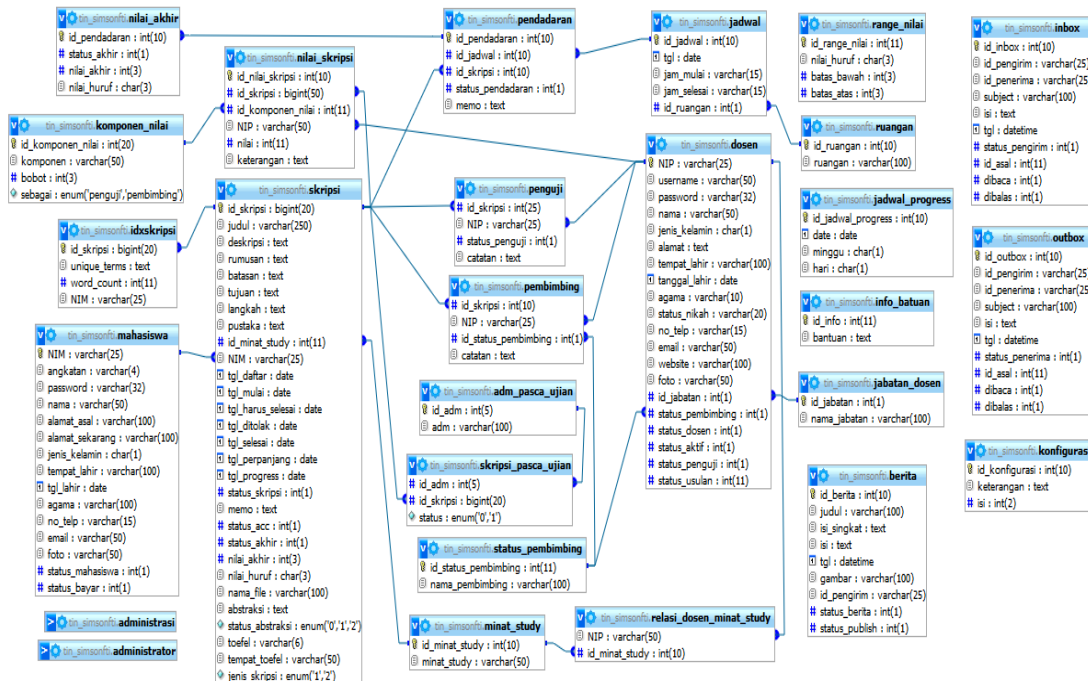 tin_simsonfti.nilai_akhir
id_pendadaran : int(10)
status_akhir : int(1)
nilai_akhir : int(3)
nilai_huruf : char(3)
tin_simsonfti.nilai_skripsi
id_nilai_skripsi : int(10)
id_skripsi : bigint(50)
id_komponen_nilai : int(11)
NIP : varchar(50)
nilai : int(11)
keterangan : text
tin_simsonfti.pendadaran
id_pendadaran : int(10)
id_jadwal : int(10)
id_skripsi : int(10)
status_pendadaran : int(1)
memo : text
tin_simsonfti.jadwal
id_jadwal : int(10)
tgl : date
jam_mulai : varchar(15)
jam_selesai : varchar(15)
id_ruangan : int(1)
tin_simsonfti.range_nilai
id_range_nilai : int(11)
nilai_huruf : char(3)
batas_bawah : int(3)
batas_atas : int(3)
tin_simsonfti.inbox
id_inbox : int(10)
id_pengirim : varchar(25)
id_penerima : varchar(25)
subject : varchar(100)
isi : text
tgl : datetime
status_pengirim : int(1)
id_asal : int(11)
dibaca : int(1)
dibalas : int(1)
tin_simsonfti.komponen_nilai
id_komponen_nilai : int(20)
komponen : varchar(50)
bobot : int(3)
sebagai : enum('penguji','pembimbing')
tin_simsonfti.ruangan
id_ruangan : int(10)
ruangan : varchar(100)
tin_simsonfti.dosen
NIP : varchar(25)
username : varchar(50)
password : varchar(32)
nama : varchar(50)
jenis_kelamin : char(1)
alamat : text
tempat_lahir : varchar(100)
tanggal_lahir : date
agama : varchar(10)
status_nikah : varchar(20)
no_telp : varchar(15)
email : varchar(50)
website : varchar(100)
foto : varchar(50)
id_jabatan : int(1)
status_pembimbing : int(1)
status_dosen : int(1)
status_aktif : int(1)
status_penguji : int(1)
status_usulan : int(11)
tin_simsonfti.skripsi
id_skripsi : bigint(20)
judul : varchar(250)
deskripsi : text
rumusan : text
batasan : text
tujuan : text
langkah : text
pustaka : text
id_minat_study : int(11)
NIM : varchar(25)
tgl_daftar : date
tgl_mulai : date
tgl_harus_selesai : date
tgl_ditolak : date
tgl_selesai : date
tgl_perpanjang : date
tgl_progress : date
status_skripsi : int(1)
memo : text
status_acc : int(1)
status_akhir : int(1)
nilai_akhir : int(3)
nilai_huruf : char(3)
nama_file : varchar(100)
abstraksi : text
status_abstraksi : enum('0','1','2')
toefel : varchar(6)
tempat_toefel : varchar(50)
jenis_skripsi : enum('1','2')
tin_simsonfti.penguji
id_skripsi : int(25)
NIP : varchar(25)
status_penguji : int(1)
catatan : text
tin_simsonfti.jadwal_progress
id_jadwal_progress : int(10)
date : date
minggu : char(1)
hari : char(1)
tin_simsonfti.idxskripsi
id_skripsi : bigint(20)
unique_terms : text
word_count : int(11)
NIM : varchar(25)
tin_simsonfti.outbox
id_outbox : int(10)
id_pengirim : varchar(25
id_penerima : varchar(25
subject : varchar(100)
isi : text
tgl : datetime
status_penerima : int(1)
id_asal : int(11)
dibaca : int(1)
dibalas : int(1)
tin_simsonfti.pembimbing
id_skripsi : int(10)
NIP : varchar(25)
id_status_pembimbing : int(1)
catatan : text
tin_simsonfti.info_batuan
id_info : int(11)
bantuan : text
tin_simsonfti.mahasiswa
NIM : varchar(25)
angkatan : varchar(4)
password : varchar(32)
nama : varchar(50)
alamat_asal : varchar(100)
alamat_sekarang : varchar(100)
jenis_kelamin : char(1)
tempat_lahir : varchar(100)
tgl_lahir : date
agama : varchar(100)
no_telp : varchar(15)
email : varchar(50)
foto : varchar(50)
status_mahasiswa : int(1)
status_bayar : int(1)
tin_simsonfti.adm_pasca_ujian
id_adm : int(5)
adm : varchar(100)
tin_simsonfti.jabatan_dosen
id_jabatan : int(1)
nama_jabatan : varchar(100)
tin_simsonfti.konfigurasi
id_konfigurasi : int(10)
keterangan : text
isi : int(2)
tin_simsonfti.skripsi_pasca_ujian
id_adm : int(5)
id_skripsi : bigint(20)
status : enum('0','1')
tin_simsonfti.berita
id_berita : int(10)
judul : varchar(100)
isi_singkat : text
isi : text
tgl : datetime
gambar : varchar(100)
id_pengirim : varchar(25)
status_berita : int(1)
status_publish : int(1)
tin_simsonfti.status_pembimbing
id_status_pembimbing : int(11)
nama_pembimbing : varchar(100)
tin_simsonfti.administrasi
tin_simsonfti.administrator
tin_simsonfti.minat_study
id_minat_study : int(10)
minat_study : varchar(50)
tin_simsonfti.relasi_dosen_minat_study
NIP : varchar(50)
id_minat_study : int(10)